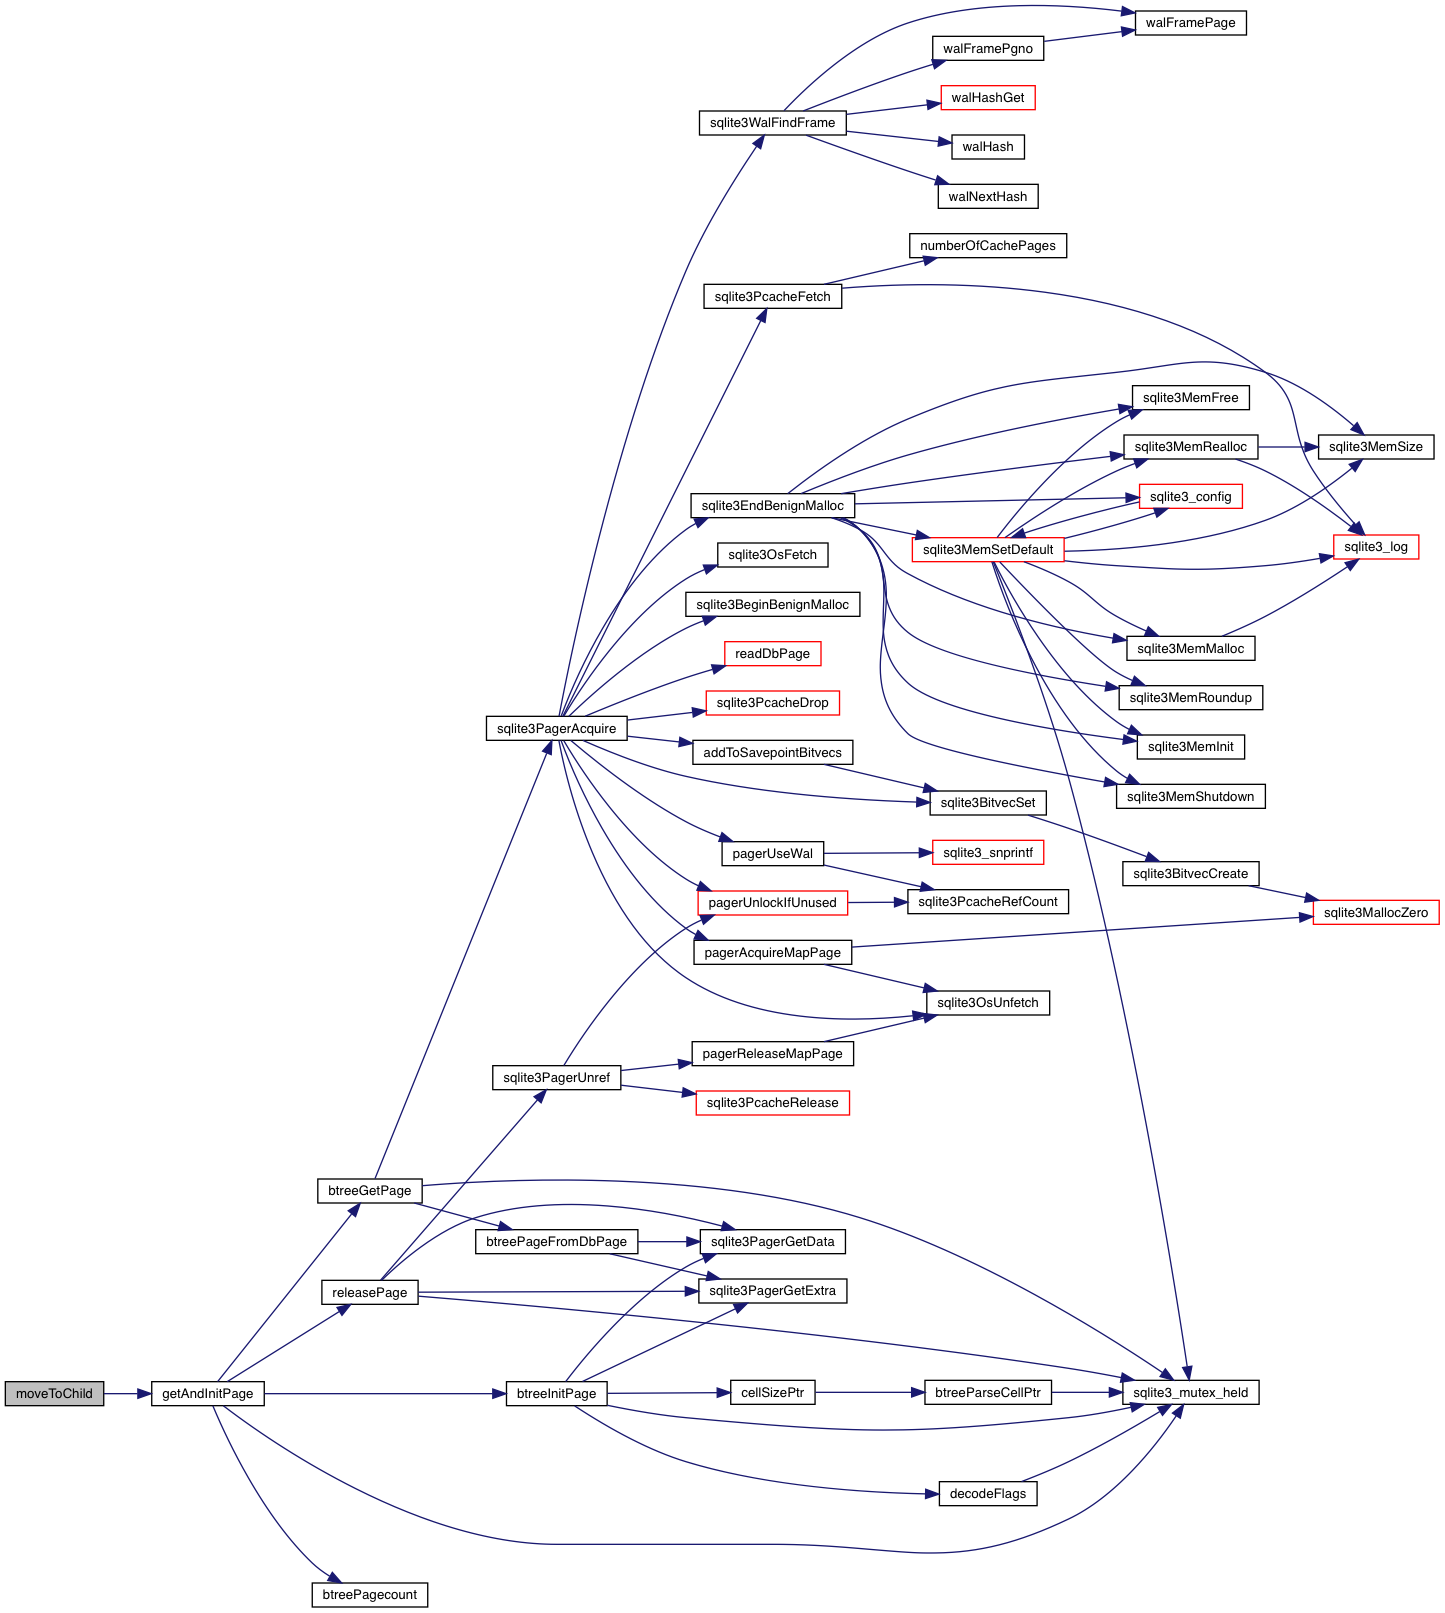 walFramePage
walFramePgno
walHashGet
sqlite3WalFindFrame
walHash
walNextHash
numberOfCachePages
sqlite3PcacheFetch
sqlite3MemFree
sqlite3MemRealloc
sqlite3MemSize
sqlite3_config
sqlite3EndBenignMalloc
sqlite3MemSetDefault
sqlite3_log
sqlite3OsFetch
sqlite3BeginBenignMalloc
sqlite3MemMalloc
readDbPage
sqlite3MemRoundup
sqlite3PcacheDrop
sqlite3PagerAcquire
sqlite3MemInit
addToSavepointBitvecs
sqlite3MemShutdown
sqlite3BitvecSet
pagerUseWal
sqlite3_snprintf
sqlite3BitvecCreate
pagerUnlockIfUnused
sqlite3PcacheRefCount
sqlite3MallocZero
pagerAcquireMapPage
sqlite3OsUnfetch
pagerReleaseMapPage
sqlite3PagerUnref
sqlite3PcacheRelease
btreeGetPage
btreePageFromDbPage
sqlite3PagerGetData
releasePage
sqlite3PagerGetExtra
moveToChild
getAndInitPage
btreeInitPage
cellSizePtr
btreeParseCellPtr
sqlite3_mutex_held
decodeFlags
btreePagecount